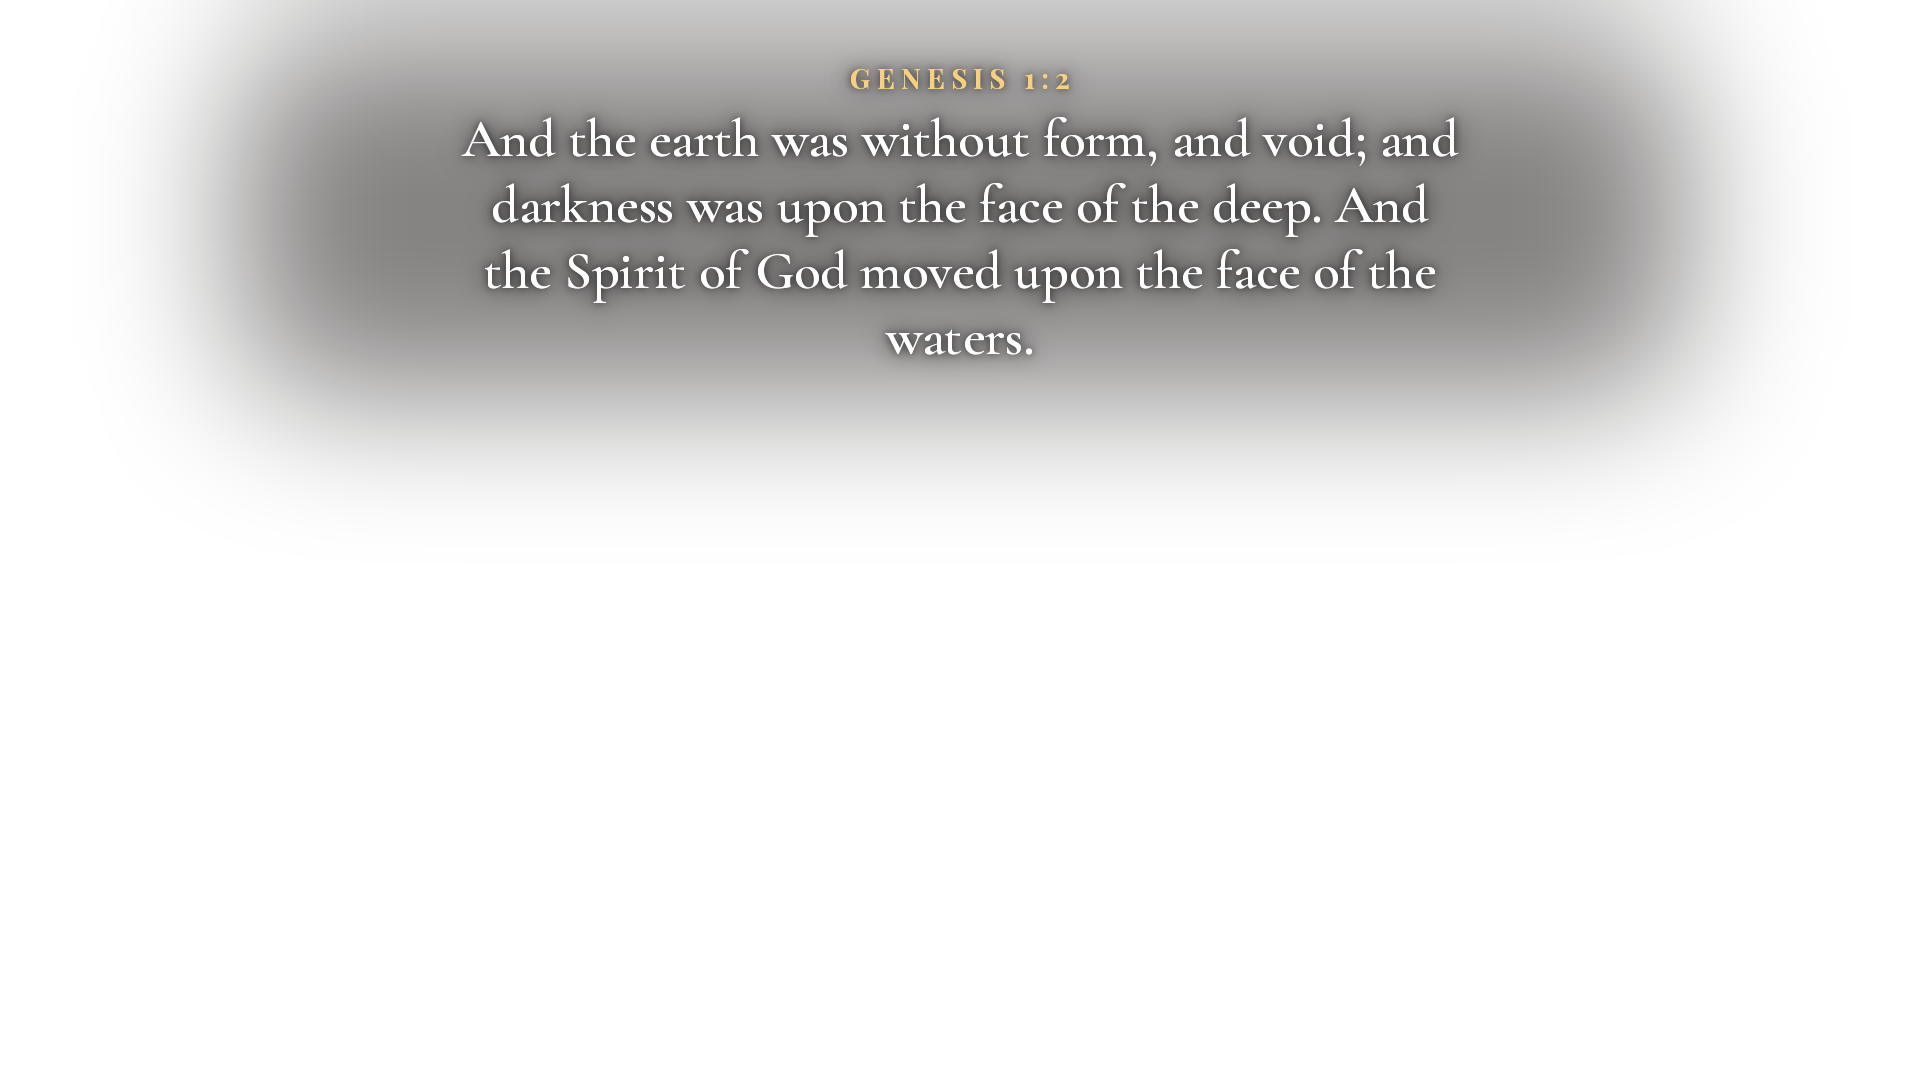 GENESIS 1:2
And the earth was without form, and void; and
darkness was upon the face of the deep. And
the Spirit of God moved upon the face of the
waters.